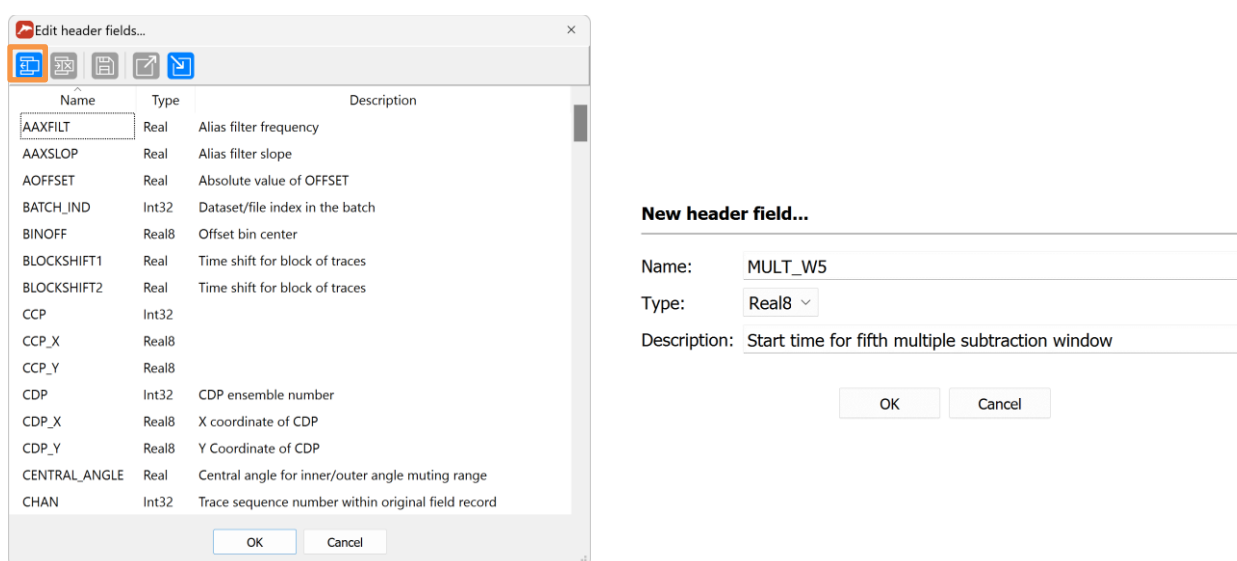 Edit header fields...
Name Type Description
AAXFILT Real Alias filter frequency
AAXSLOP Real Alias filter slope
AOFFSET Real Absolute value of OFFSET
BATCH_IND Int32 Dataset/file index in the batch
BINOFF Real8 Offset bin center
BLOCKSHIFT1 Real Time shift for block of traces
BLOCKSHIFT2 Real Time shift for block of traces
CCP Int32
CCP_X Real8
CCP_Y Real8
CDP Int32 CDP ensemble number
CDP_X Real8 X coordinate of CDP
CDP_Y Real8 Y Coordinate of CDP
CENTRAL_ANGLE Real Central angle for inner/outer angle muting range
CHAN Int32 Trace sequence number within original field record
OK Cancel
New header field...
Name: MULT_W5
Type: Real8
Description: Start time for fifth multiple subtraction window
OK Cancel